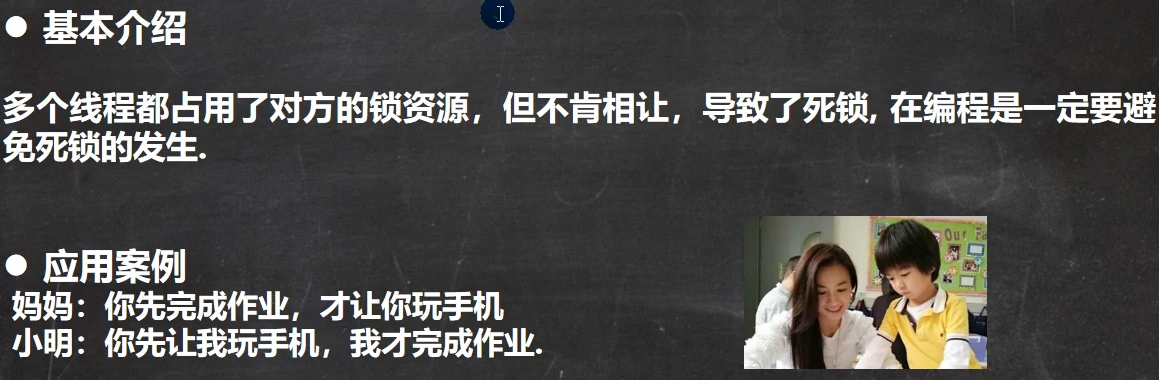 ● 基本介绍
多个线程都占用了对方的锁资源，但不肯相让，导致了死锁, 在编程是一定要避
免死锁的发生.
● 应用案例
妈妈：你先完成作业，才让你玩手机
小明：你先让我玩手机，我才完成作业.
Our Fa